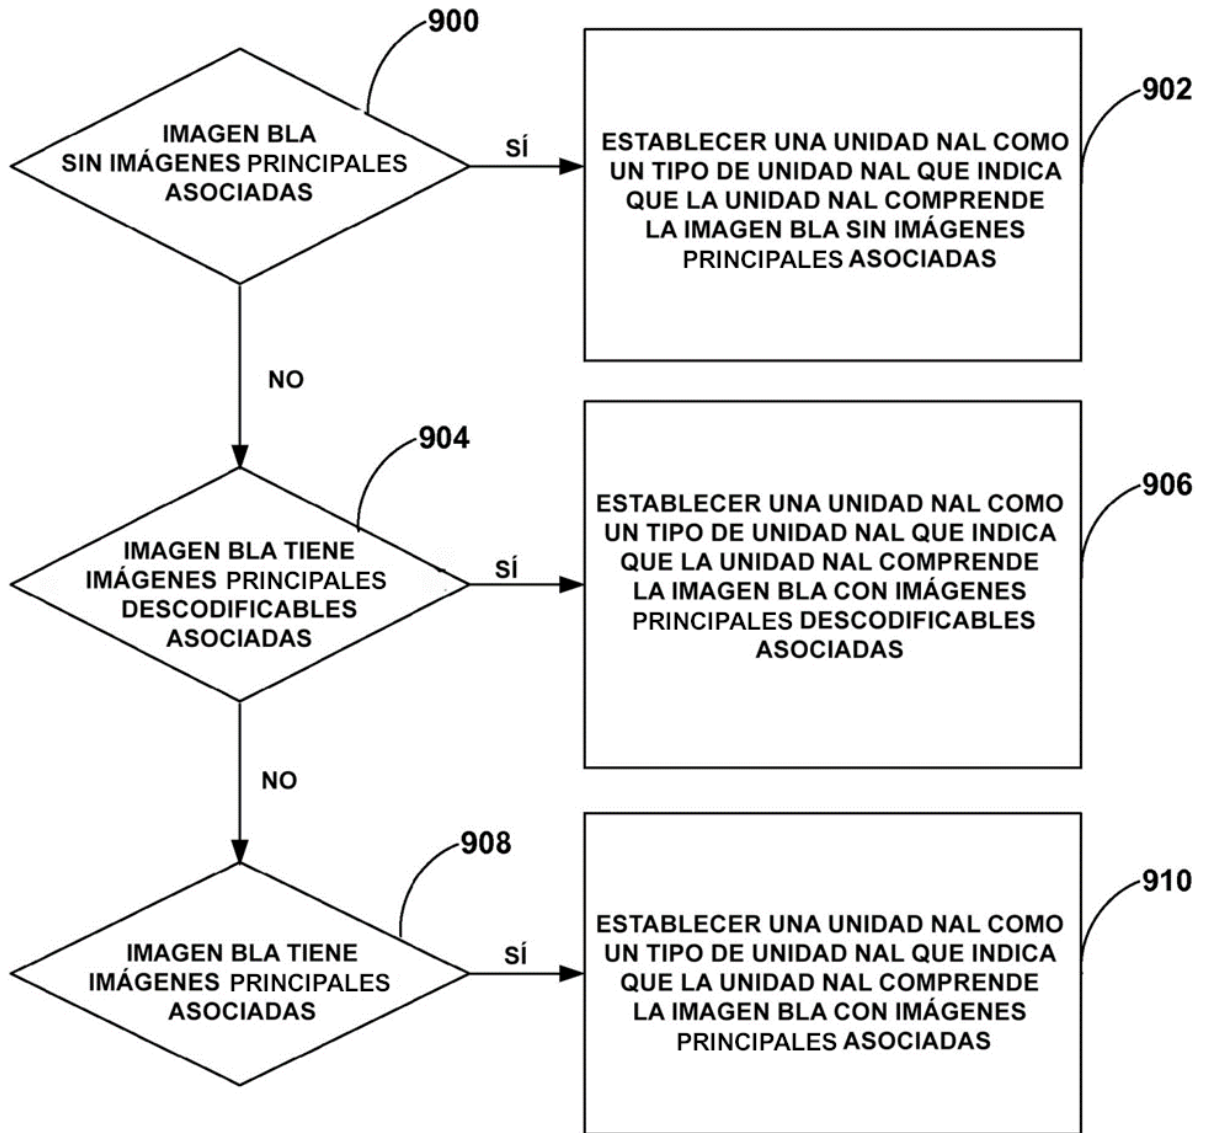 900
IMAGEN BLA
SIN IMÁGENES PRINCIPALES
ASOCIADAS
SÍ
902
ESTABLECER UNA UNIDAD NAL COMO
UN TIPO DE UNIDAD NAL QUE INDICA
QUE LA UNIDAD NAL COMPRENDE
LA IMAGEN BLA SIN IMÁGENES
PRINCIPALES ASOCIADAS
NO
904
IMAGEN BLA TIENE
IMÁGENES PRINCIPALES
DESCODIFICABLES
ASOCIADAS
SÍ
906
ESTABLECER UNA UNIDAD NAL COMO
UN TIPO DE UNIDAD NAL QUE INDICA
QUE LA UNIDAD NAL COMPRENDE
LA IMAGEN BLA CON IMÁGENES
PRINCIPALES DESCODIFICABLES
ASOCIADAS
NO
908
IMAGEN BLA TIENE
IMÁGENES PRINCIPALES
ASOCIADAS
SÍ
910
ESTABLECER UNA UNIDAD NAL COMO
UN TIPO DE UNIDAD NAL QUE INDICA
QUE LA UNIDAD NAL COMPRENDE
LA IMAGEN BLA CON IMÁGENES
PRINCIPALES ASOCIADAS